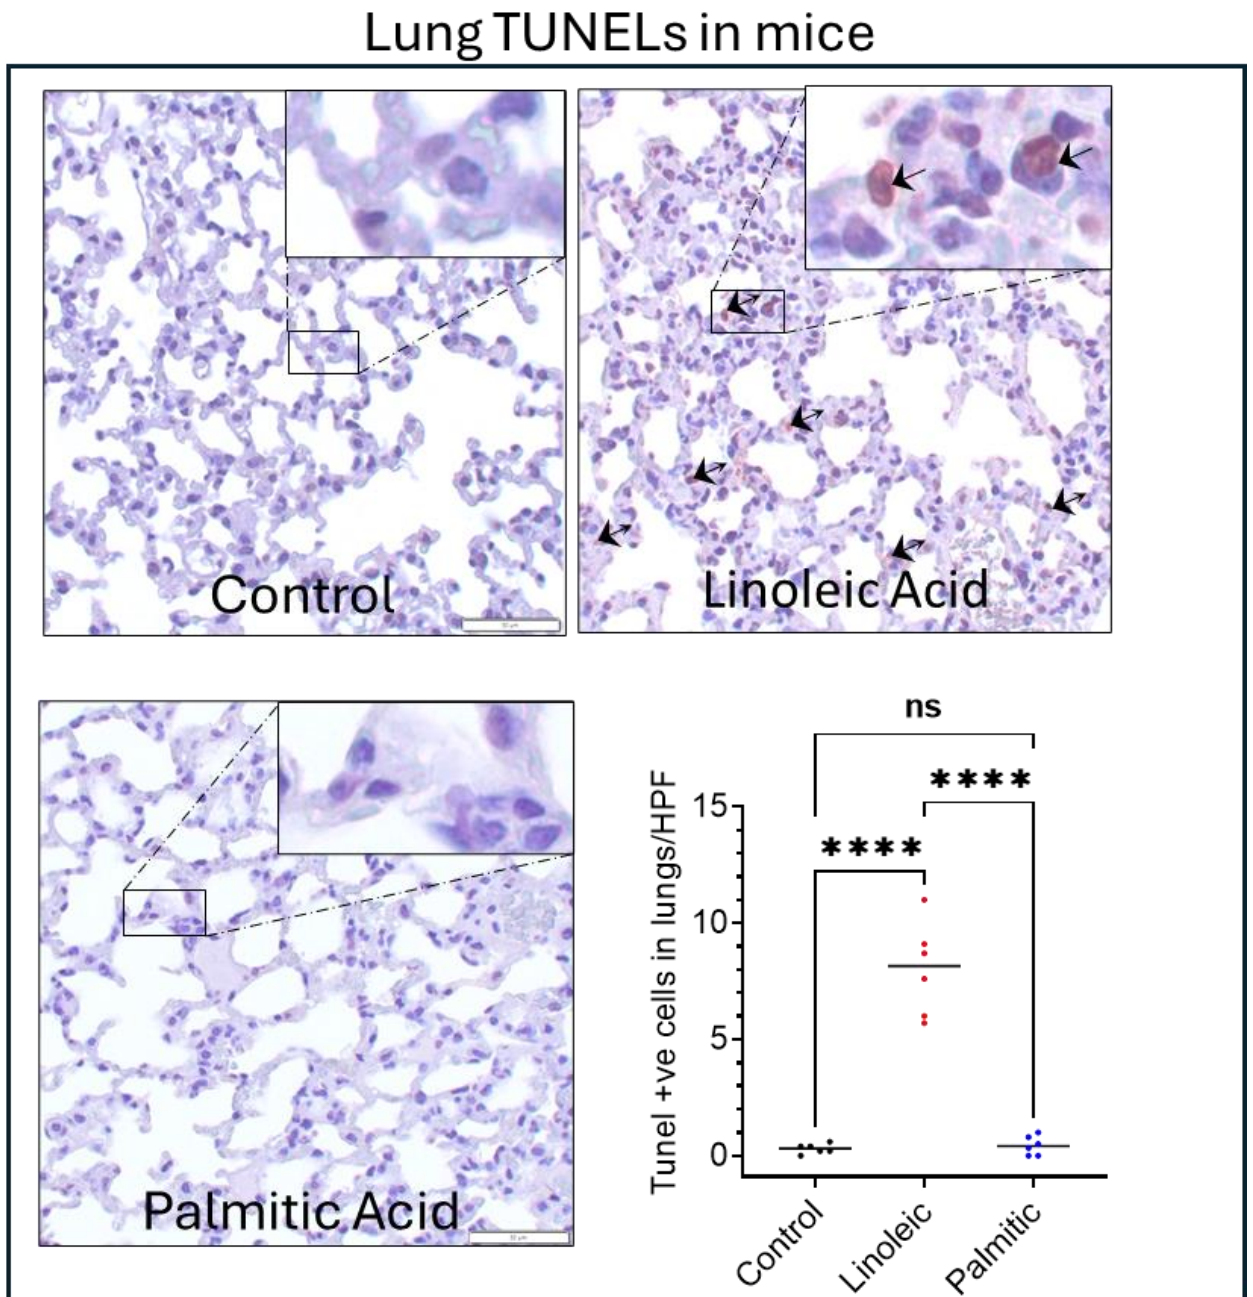 Lung TUNELs in mice
Control
Linoleic Acid
Palmitic Acid
ns
****
****
Tunel +ve cells in lungs/HPF
15
10
5
0
Control
Linoleic
Palmitic